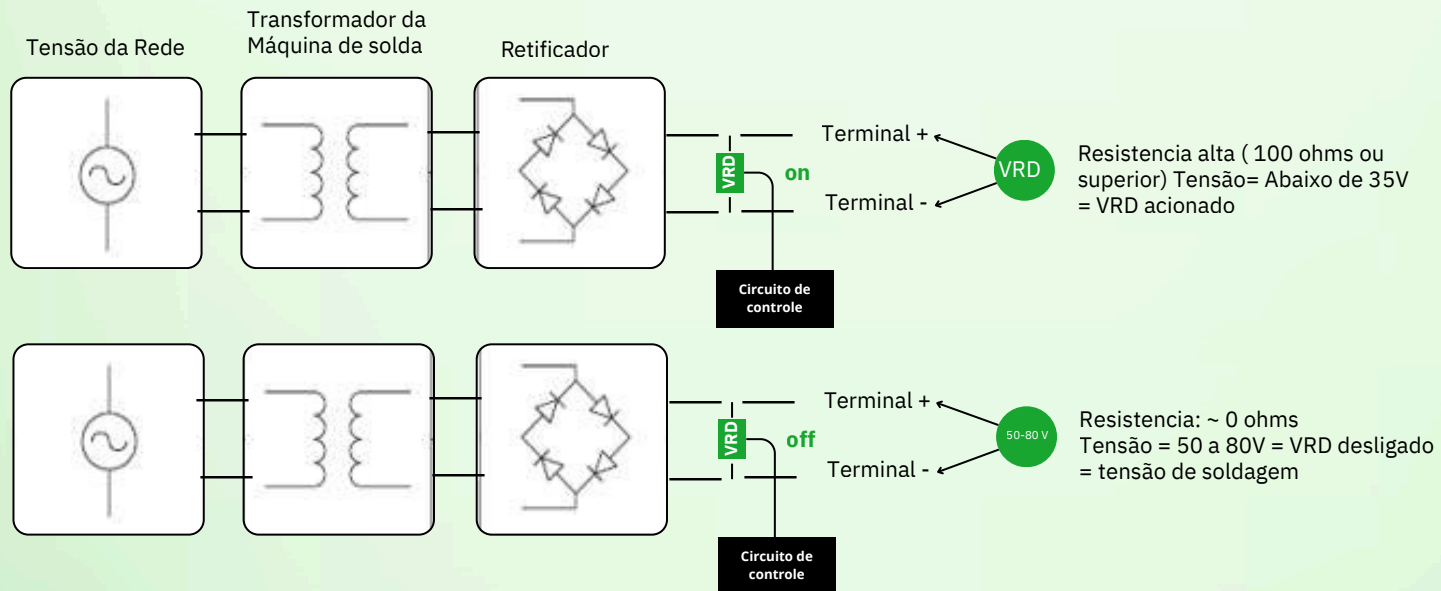 Tensão da Rede
Transformador da
Máquina de solda
Retificador
VRD
on
Terminal +
Terminal -
VRD
Resistencia alta ( 100 ohms ou
superior) Tensão= Abaixo de 35V
= VRD acionado
Circuito de
controle
VRD
off
Terminal +
Terminal -
50-80 V
Resistencia: ~ 0 ohms
Tensão = 50 a 80V = VRD desligado
= tensão de soldagem
Circuito de
controle